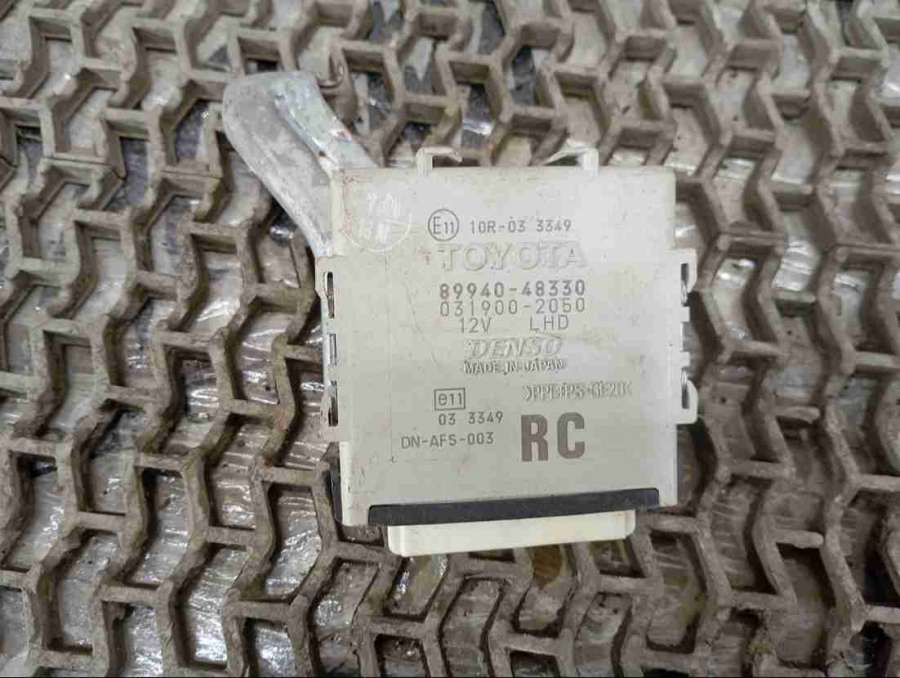 E11 10R-03 3349
TOYOTA
89940-48330
031900-2050
12V LHD
DENSO
MADE IN JAPAN
e11
03 3349
DN-AFS-003
RC